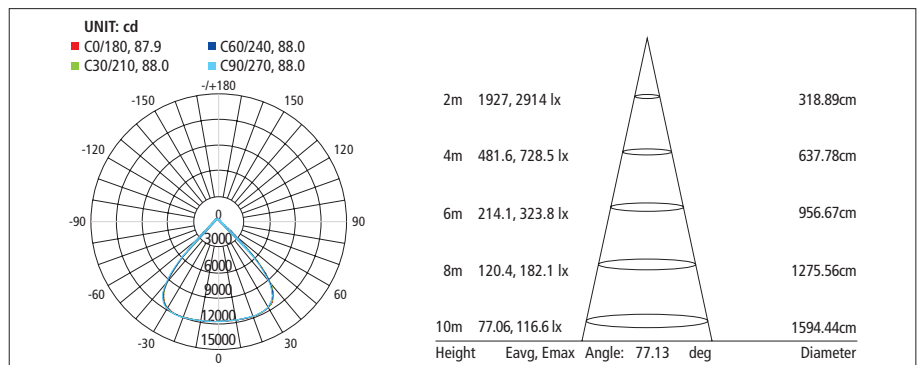 UNIT: cd
C0/180, 87.9
C60/240, 88.0
C30/210, 88.0
C90/270, 88.0
-/+180
-150
150
-120
120
-90
90
-60
60
-30
30
0
0
3000
6000
9000
12000
15000
2m 1927, 2914 lx 318.89cm
4m 481.6, 728.5 lx 637.78cm
6m 214.1, 323.8 lx 956.67cm
8m 120.4, 182.1 lx 1275.56cm
10m 77.06, 116.6 lx 1594.44cm
Height Eavg, Emax Angle: 77.13 deg Diameter